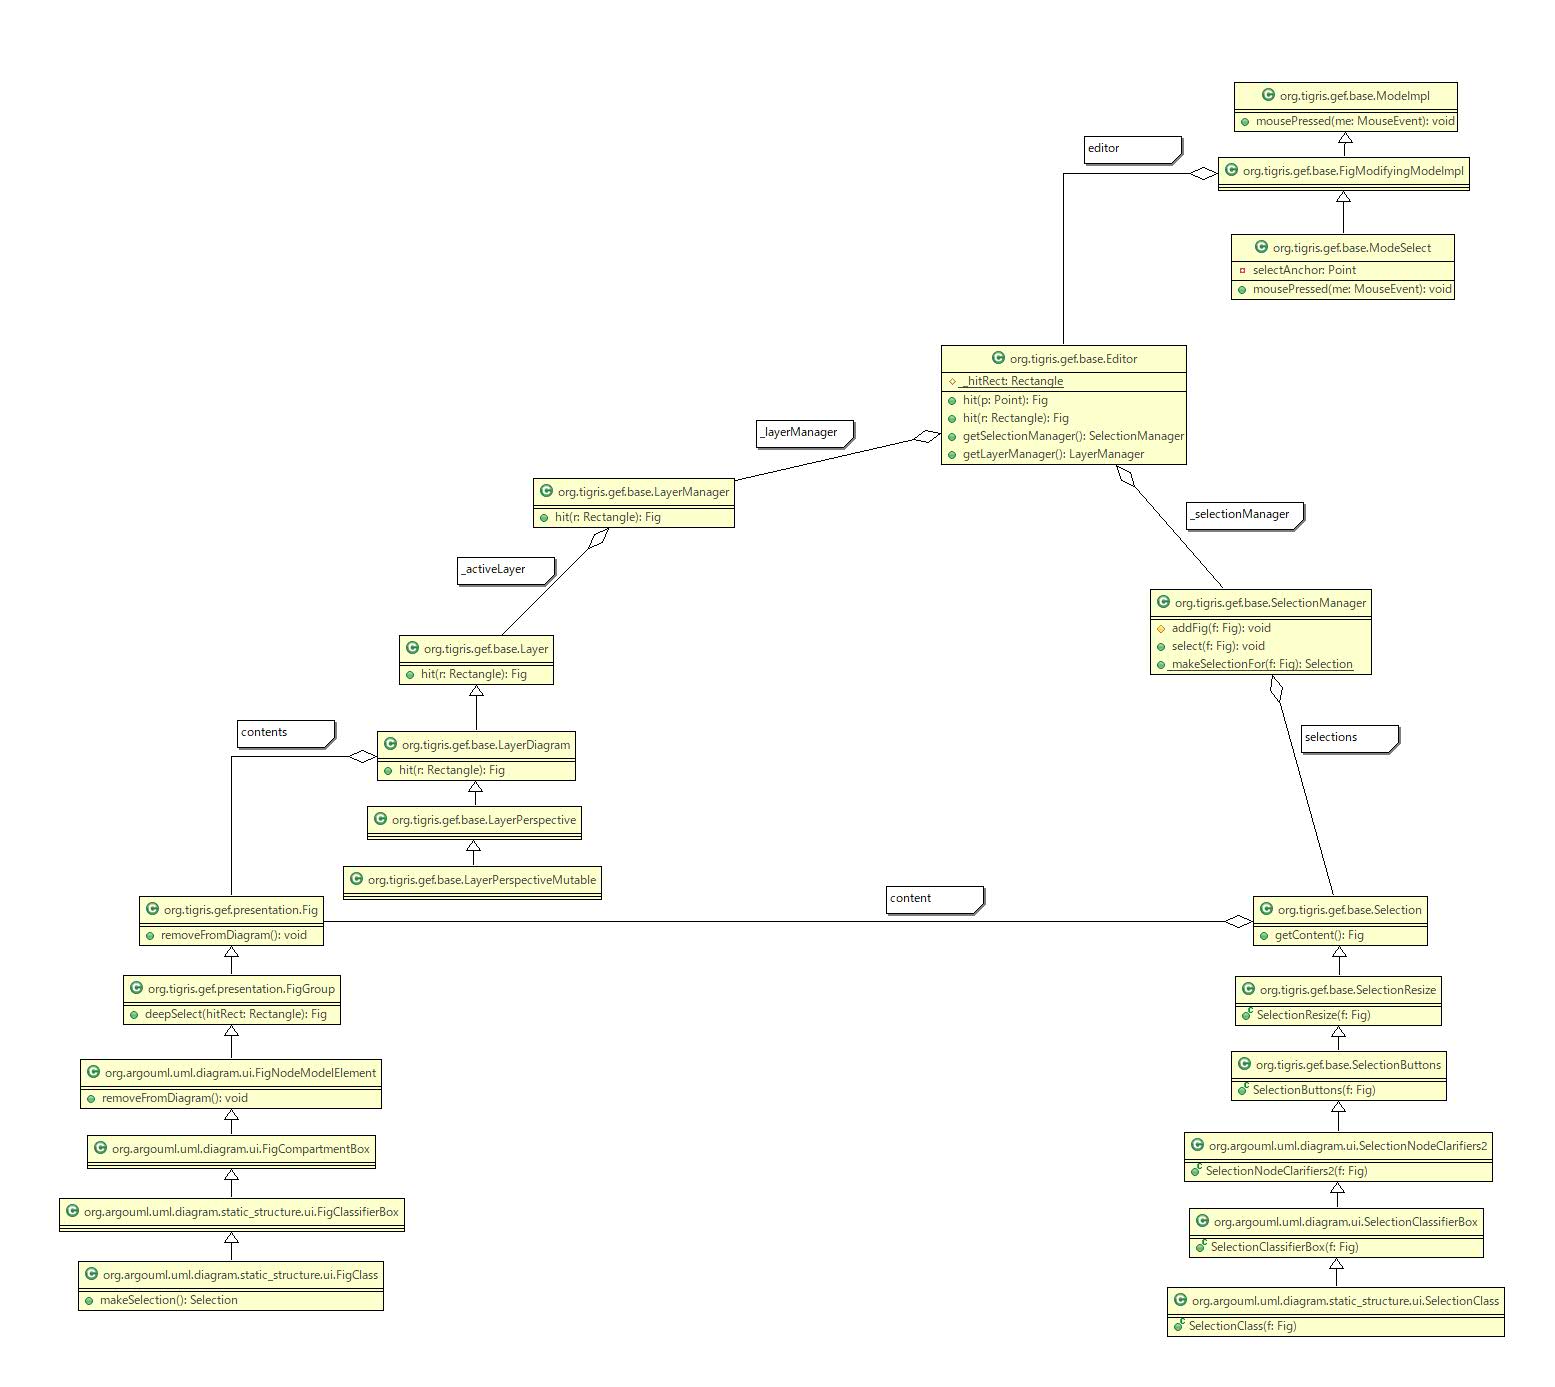 org.tigris.gef.base.ModeImpl
mousePressed(me: MouseEvent): void
editor
org.tigris.gef.base.FigModifyingModeImpl
org.tigris.gef.base.ModeSelect
selectAnchor: Point
mousePressed(me: MouseEvent): void
org.tigris.gef.base.Editor
_hitRect: Rectangle
hit(p: Point): Fig
hit(r: Rectangle): Fig
getSelectionManager(): SelectionManager
getLayerManager(): LayerManager
_layerManager
org.tigris.gef.base.LayerManager
hit(r: Rectangle): Fig
_selectionManager
_activeLayer
org.tigris.gef.base.SelectionManager
addFig(f: Fig): void
select(f: Fig): void
makeSelectionFor(f: Fig): Selection
org.tigris.gef.base.Layer
hit(r: Rectangle): Fig
contents
selections
org.tigris.gef.base.LayerDiagram
hit(r: Rectangle): Fig
org.tigris.gef.base.LayerPerspective
org.tigris.gef.base.LayerPerspectiveMutable
content
org.tigris.gef.presentation.Fig
removeFromDiagram(): void
org.tigris.gef.base.Selection
getContent(): Fig
org.tigris.gef.presentation.FigGroup
deepSelect(hitRect: Rectangle): Fig
org.tigris.gef.base.SelectionResize
SelectionResize(f: Fig)
org.argouml.uml.diagram.ui.FigNodeModelElement
removeFromDiagram(): void
org.tigris.gef.base.SelectionButtons
SelectionButtons(f: Fig)
org.argouml.uml.diagram.ui.FigCompartmentBox
org.argouml.uml.diagram.ui.SelectionNodeClarifiers2
SelectionNodeClarifiers2(f: Fig)
org.argouml.uml.diagram.static_structure.ui.FigClassifierBox
org.argouml.uml.diagram.ui.SelectionClassifierBox
SelectionClassifierBox(f: Fig)
org.argouml.uml.diagram.static_structure.ui.FigClass
makeSelection(): Selection
org.argouml.uml.diagram.static_structure.ui.SelectionClass
SelectionClass(f: Fig)